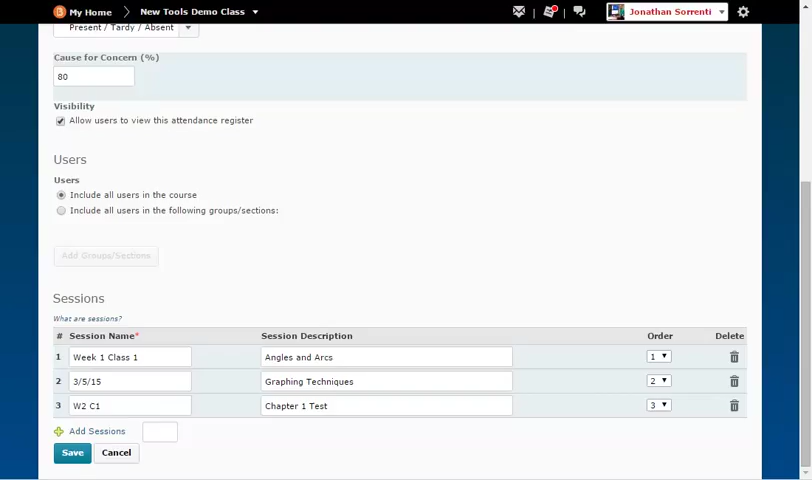 My Home
New Tools Demo Class
Jonathan Sorrenti
Present / Tardy / Absent
Cause for Concern (%)
80
Visibility
Allow users to view this attendance register
Users
Users
Include all users in the course
Include all users in the following groups/sections:
Add Groups/Sections
Sessions
What are sessions?
# Session Name* Session Description Order Delete
1 Week 1 Class 1 Angles and Arcs 1
2 3/5/15 Graphing Techniques 2
3 W2 C1 Chapter 1 Test 3
Add Sessions
Save Cancel